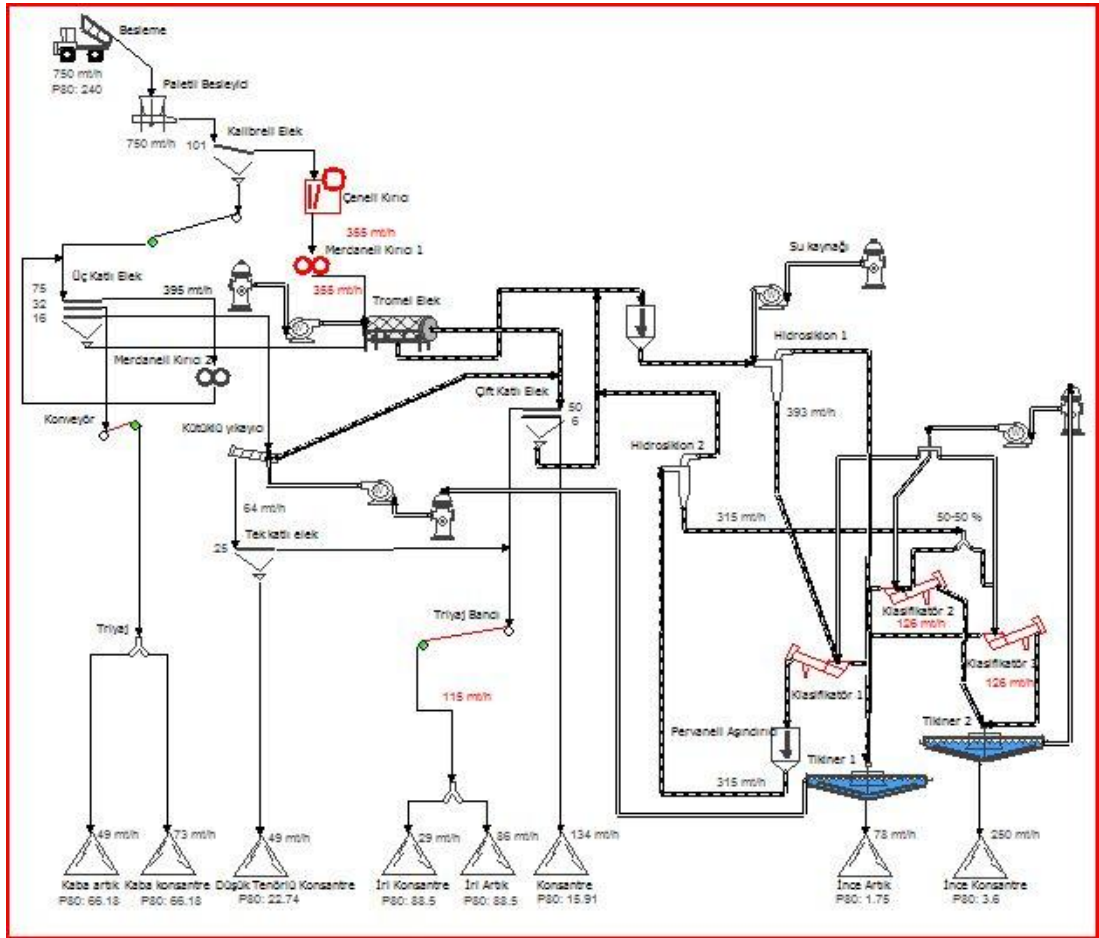 Besleme
750 mt/h
P80: 240
Paletli Besleyici
750 mt/h
101
Kalibreli Elek
Çeneli Kırıcı
355 mt/h
Merdaneli Kırıcı 1
355 mt/h
Su kaynağı
Üç Katlı Elek
75
32
16
395 mt/h
Tromel Elek
Hidrosiklon 1
Merdaneli Kırıcı 2
Çift Katlı Elek
50
6
393 mt/h
Konveyör
Kütüklü yıkayıcı
Hidrosiklon 2
64 mt/h
315 mt/h
50-50 %
Tek katlı elek
25
Triyaj
Triyaj Bandı
Klasifikatör 2
126 mt/h
Klasifikatör 3
126 mt/h
115 mt/h
Klasifikatör 1
Pervaneli Aşındırıcı
Tikiner 2
Tikiner 1
315 mt/h
49 mt/h
73 mt/h
49 mt/h
29 mt/h
86 mt/h
134 mt/h
78 mt/h
250 mt/h
Kaba artık
P80: 66.18
Kaba konsantre
P80: 66.18
Düşük Tenörlü Konsantre
P80: 22.74
İri Konsantre
P80: 88.5
İri Artık
P80: 88.5
Konsantre
P80: 15.91
İnce Artık
P80: 1.75
İnce Konsantre
P80: 3.6